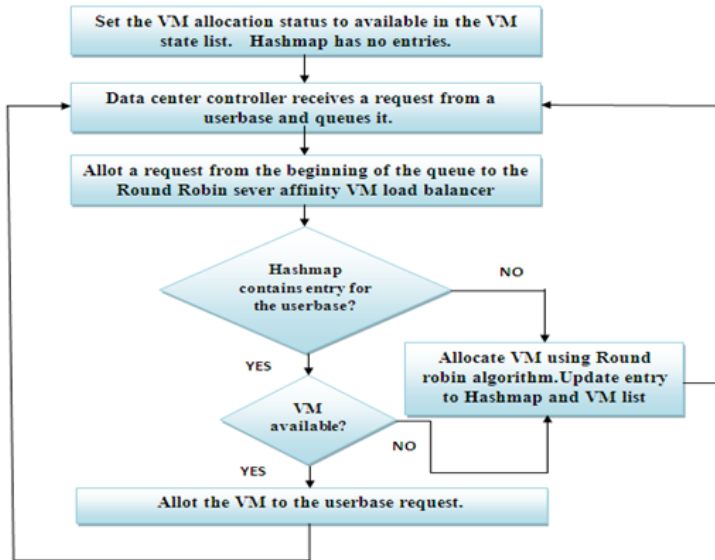 Set the VM allocation status to available in the VM
state list. Hashmap has no entries.
Data center controller receives a request from a
userbase and queues it.
Allot a request from the beginning of the queue to the
Round Robin sever affinity VM load balancer
Hashmap
contains entry for
the userbase?
NO
YES
Allocate VM using Round
robin algorithm.Update entry
to Hashmap and VM list
VM
available?
NO
YES
Allot the VM to the userbase request.